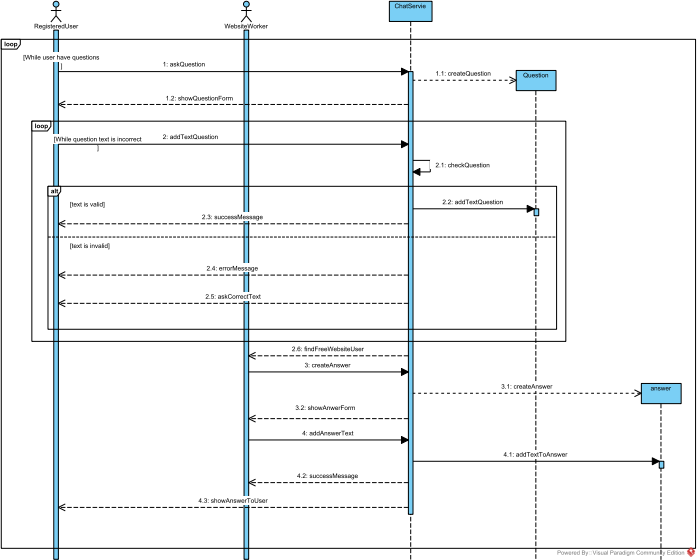 RegisteredUser
WebsiteWorker
ChatServie
loop
[While user have questions
]
1: askQuestion
1.1: createQuestion
Question
1.2: showQuestionForm
loop
[While question text is incorrect
]
2: addTextQuestion
2.1: checkQuestion
alt
[text is valid]
2.2: addTextQuestion
2.3: successMessage
[text is invalid]
2.4: errorMessage
2.5: askCorrectText
2.6: findFreeWebsiteUser
3: createAnswer
3.1: createAnswer
answer
3.2: showAnwerForm
4: addAnswerText
4.1: addTextToAnswer
4.2: successMessage
4.3: showAnswerToUser
Powered By: Visual Paradigm Community Edition